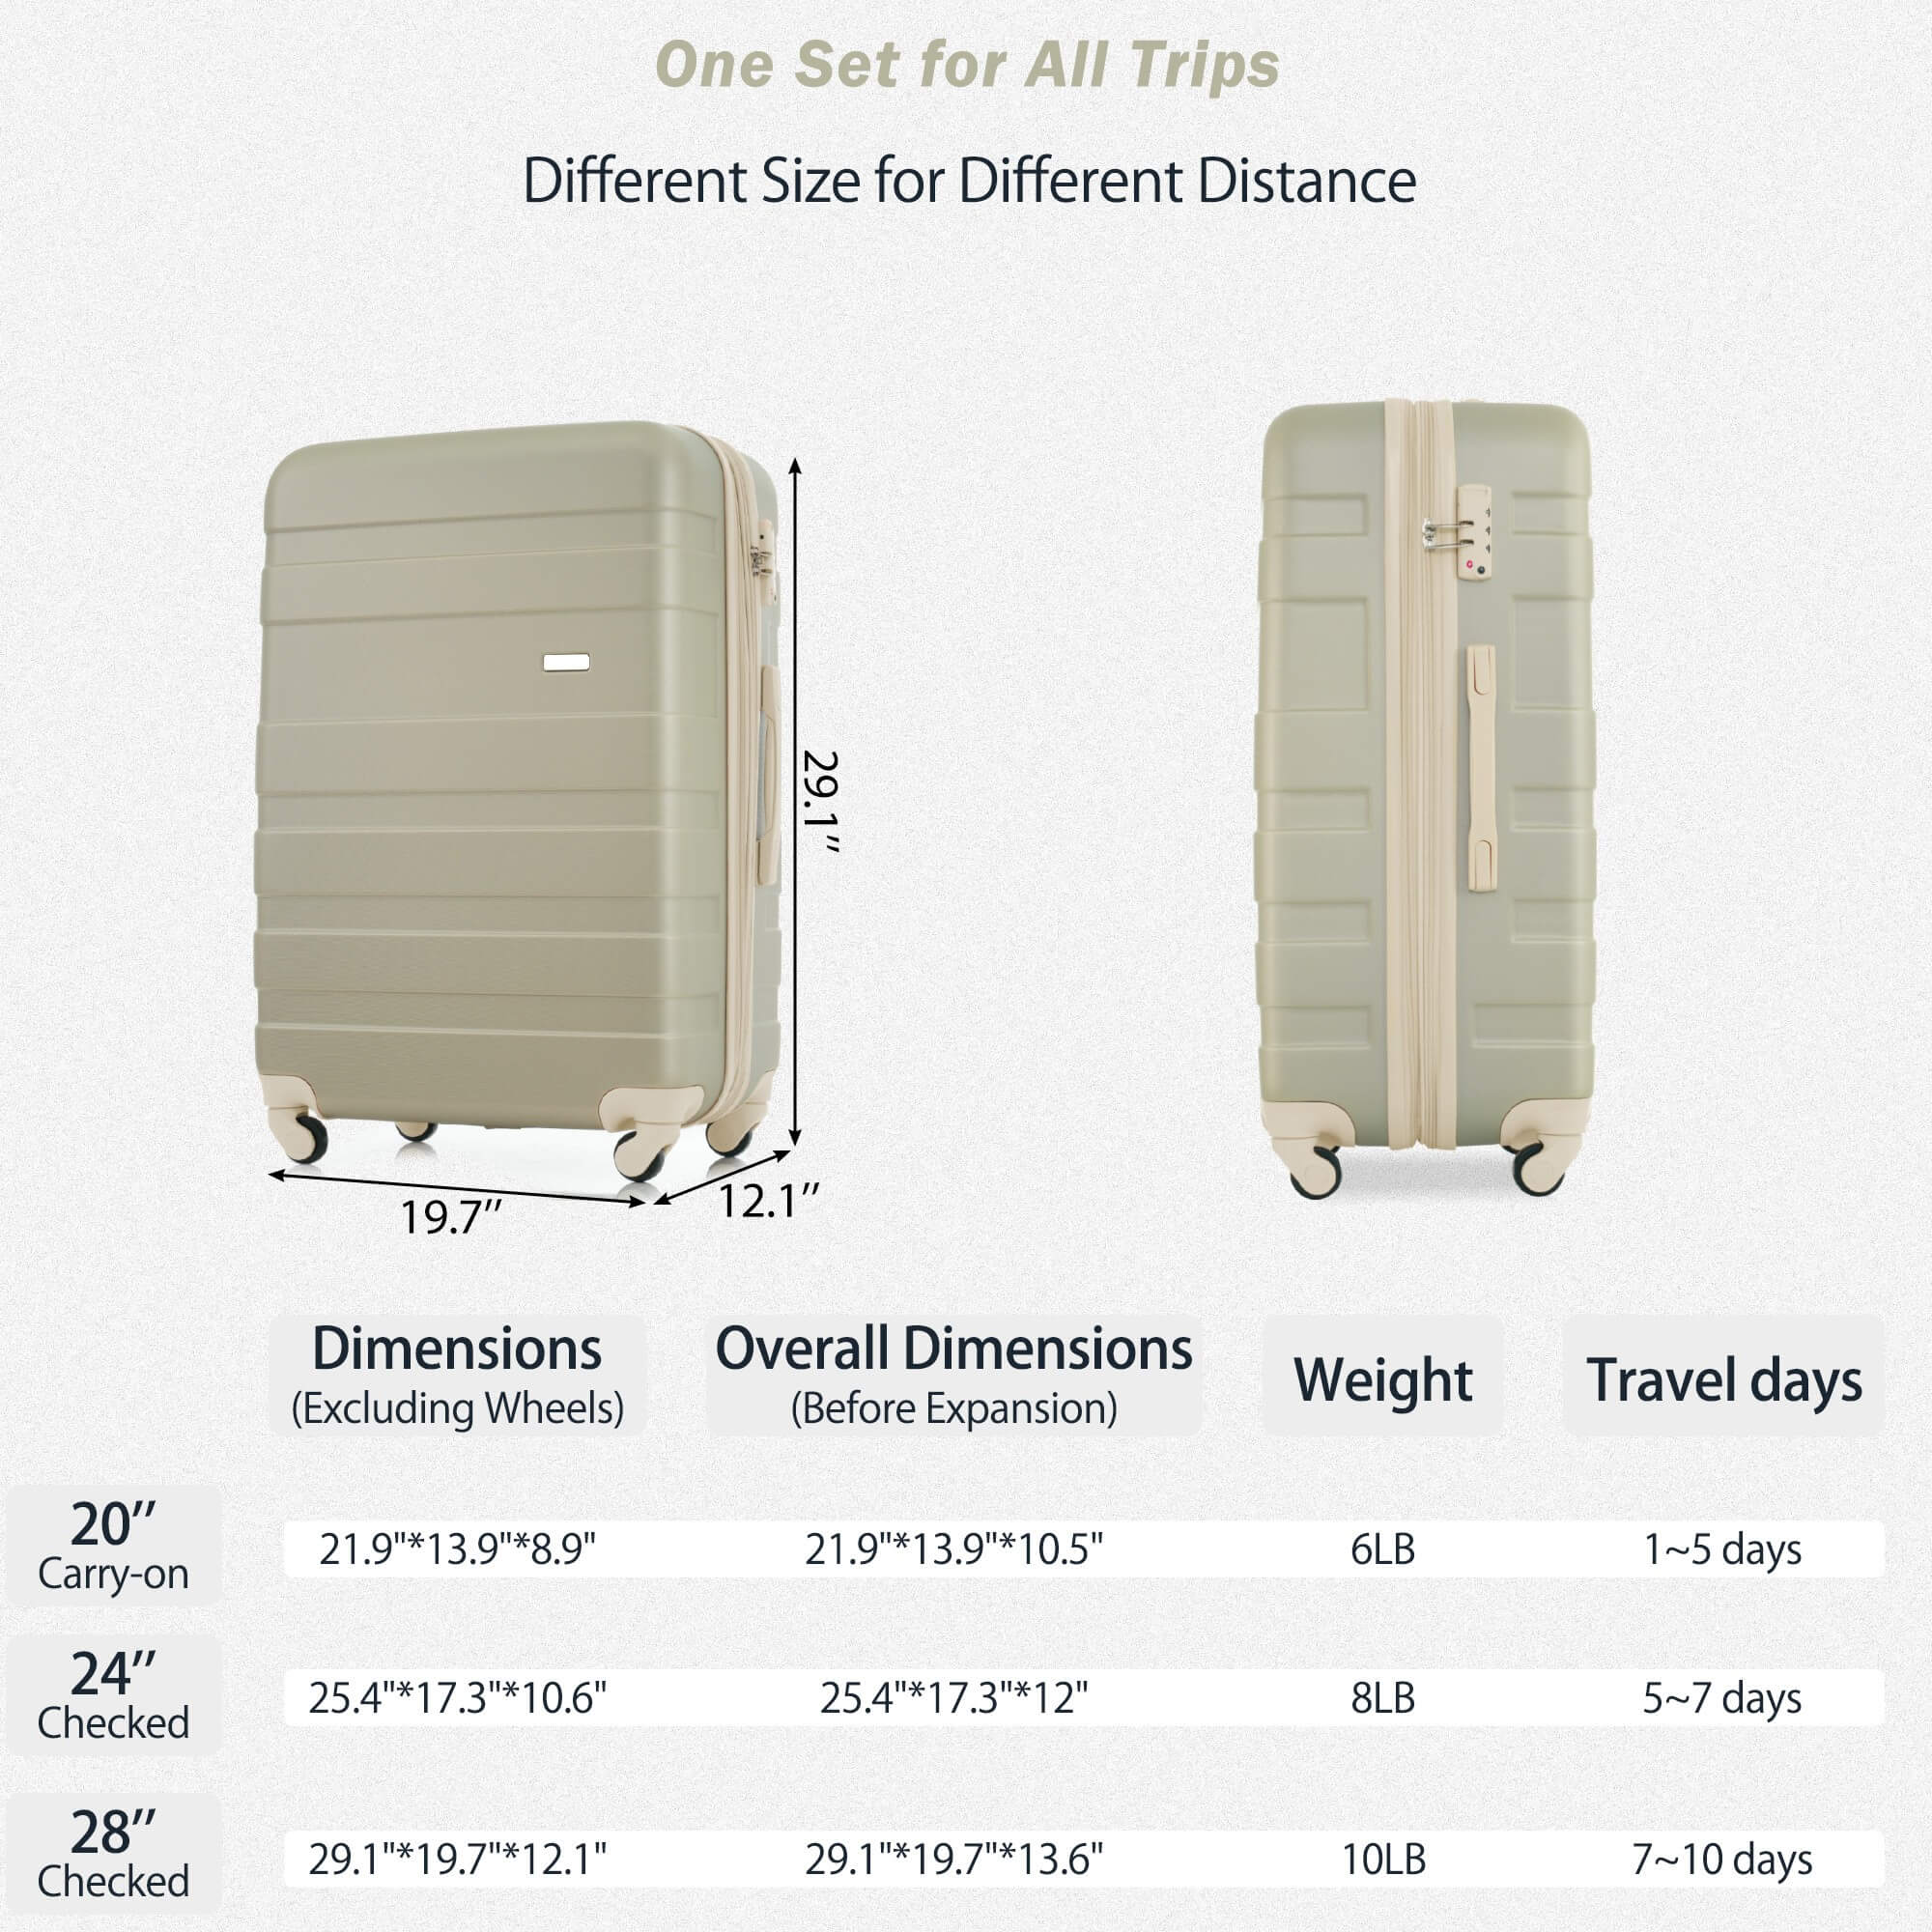 One Set for All Trips
Different Size for Different Distance
29.1’’
19.7’’
12.1’’
Dimensions
(Excluding Wheels)
Overall Dimensions
(Before Expansion)
Weight
Travel days
20’’
Carry-on
21.9"*13.9"*8.9"
21.9"*13.9"*10.5"
6LB
1~5 days
24’’
Checked
25.4"*17.3"*10.6"
25.4"*17.3"*12"
8LB
5~7 days
28’’
Checked
29.1"*19.7"*12.1"
29.1"*19.7"*13.6"
10LB
7~10 days